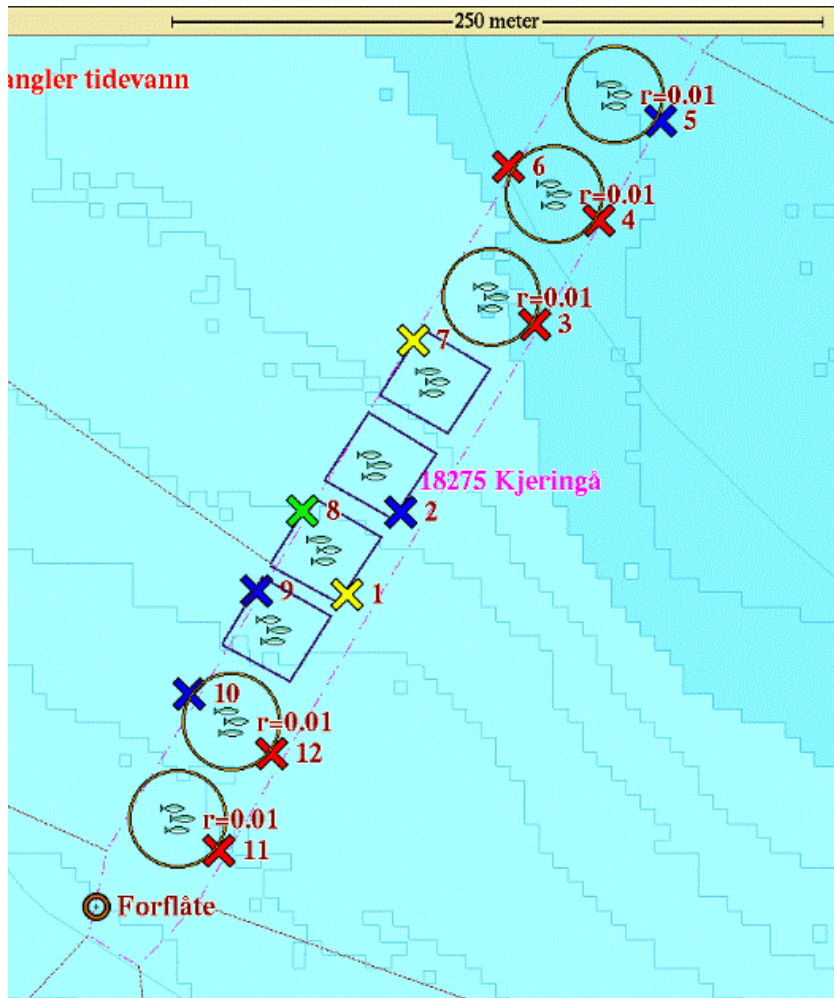 250 meter
angler tidevann
r=0.01
5
6
r=0.01
4
r=0.01
3
7
18275 Kjeringå
8
2
9
1
10
r=0.01
12
r=0.01
11
Forflåte